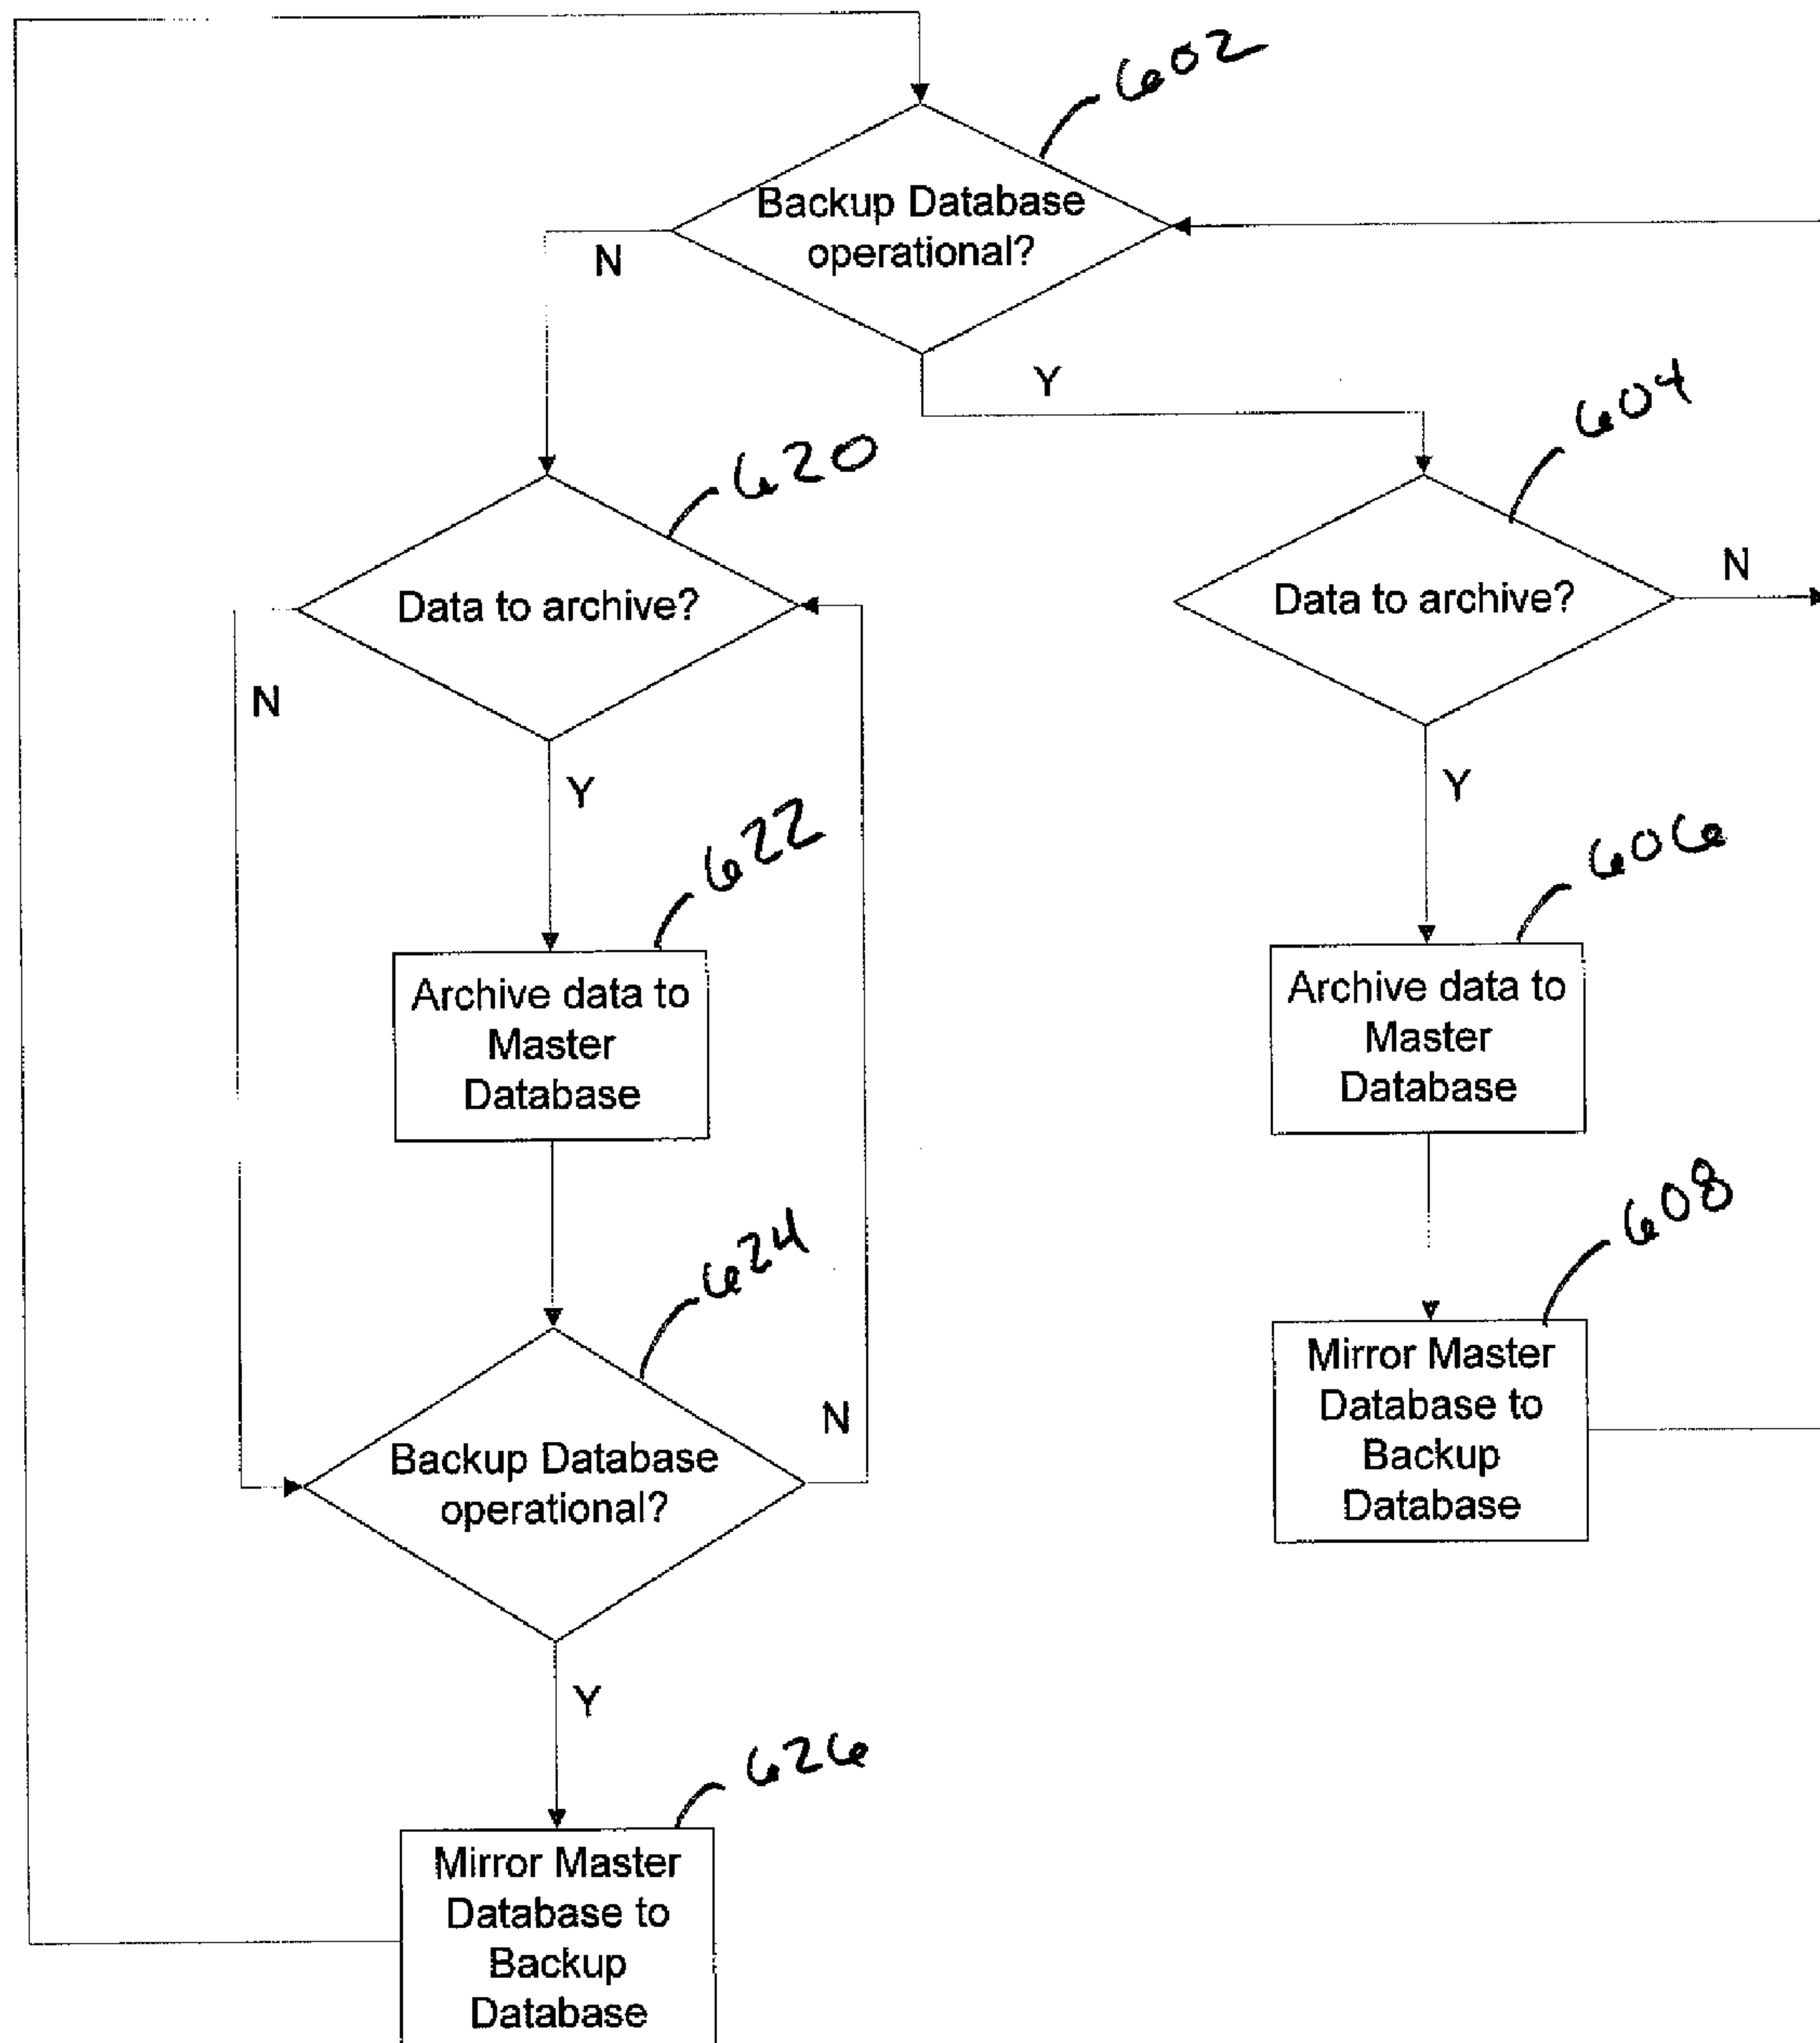 602
Backup Database
operational?
N
Y
620
604
Data to archive?
Data to archive?
N
N
Y
Y
622
606
Archive data to
Master
Database
Archive data to
Master
Database
624
608
Backup Database
operational?
N
Mirror Master
Database to
Backup
Database
Y
626
Mirror Master
Database to
Backup
Database